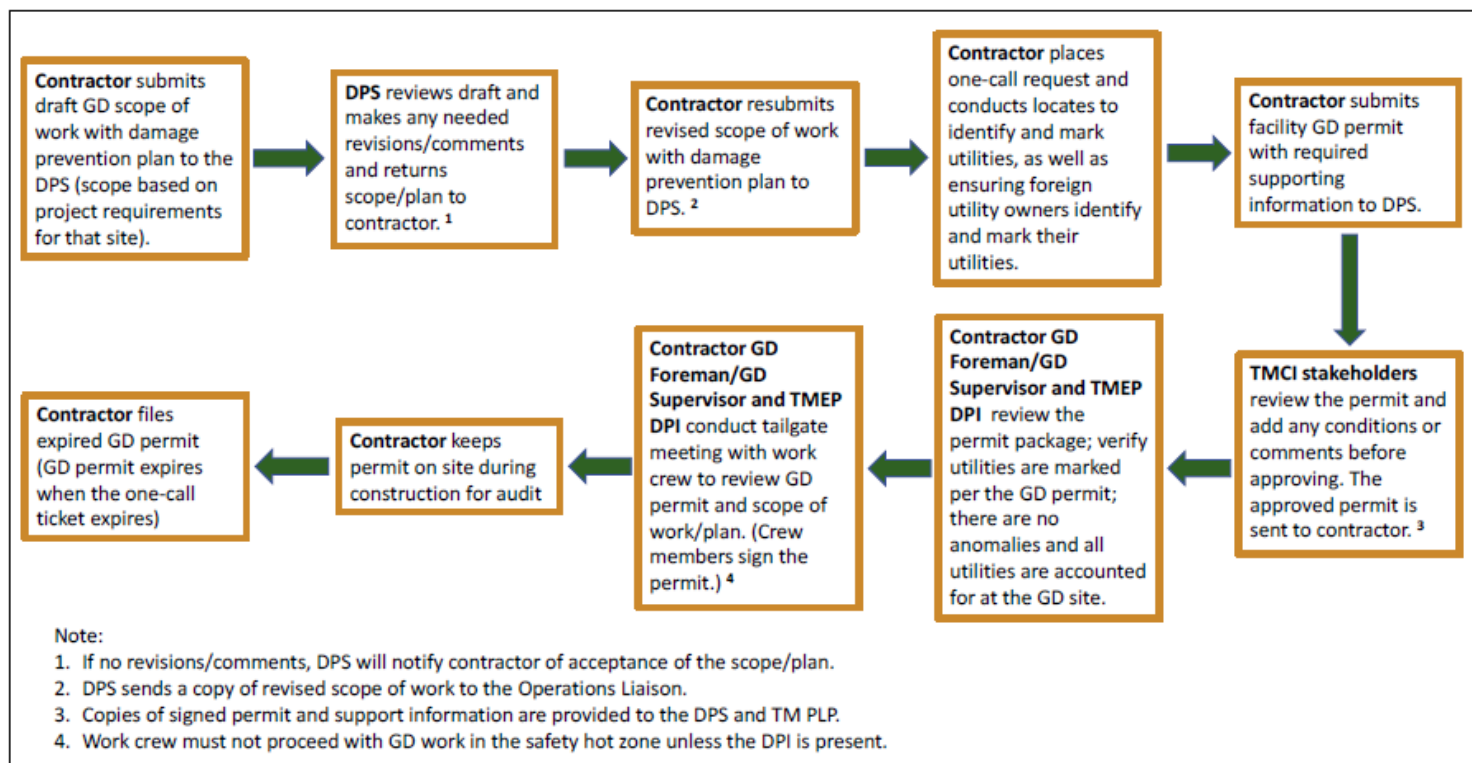 Contractor submits
draft GD scope of
work with damage
prevention plan to the
DPS (scope based on
project requirements
for that site).
DPS reviews draft and
makes any needed
revisions/comments
and returns
scope/plan to
contractor. 1
Contractor resubmits
revised scope of work
with damage
prevention plan to
DPS. 2
Contractor places
one-call request and
conducts locates to
identify and mark
utilities, as well as
ensuring foreign
utility owners identify
and mark their
utilities.
Contractor submits
facility GD permit
with required
supporting
information to DPS.
TMCI stakeholders
review the permit and
add any conditions or
comments before
approving. The
approved permit is
sent to contractor. 3
Contractor GD
Foreman/GD
Supervisor and TMEP
DPI review the
permit package; verify
utilities are marked
per the GD permit;
there are no
anomalies and all
utilities are accounted
for at the GD site.
Contractor GD
Foreman/GD
Supervisor and TMEP
DPI conduct tailgate
meeting with work
crew to review GD
permit and scope of
work/plan. (Crew
members sign the
permit.) 4
Contractor keeps
permit on site during
construction for audit
Contractor files
expired GD permit
(GD permit expires
when the one-call
ticket expires)
Note:
1. If no revisions/comments, DPS will notify contractor of acceptance of the scope/plan.
2. DPS sends a copy of revised scope of work to the Operations Liaison.
3. Copies of signed permit and support information are provided to the DPS and TM PLP.
4. Work crew must not proceed with GD work in the safety hot zone unless the DPI is present.